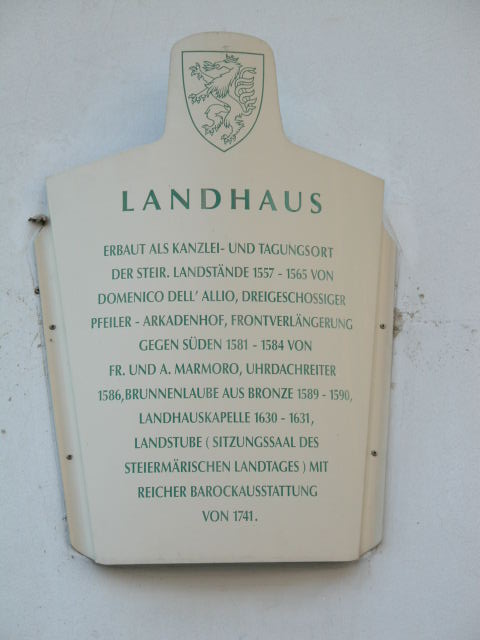 LANDHAUS
ERBAUT ALS KANZLEI- UND TAGUNGSORT
DER STEIR. LANDSTÄNDE 1557 - 1565 VON
DOMENICO DELL' ALLIO, DREIGESCHOSSIGER
PFEILER - ARKADENHOF, FRONTVERLÄNGERUNG
GEGEN SÜDEN 1581 - 1584 VON
FR. UND A. MARMORO, UHRDACHREITER
1586,BRUNNENLAUBE AUS BRONZE 1589 - 1590,
LANDHAUSKAPELLE 1630 - 1631,
LANDSTUBE ( SITZUNGSSAAL DES
STEIERMÄRISCHEN LANDTAGES ) MIT
REICHER BAROCKAUSSTATTUNG
VON 1741.